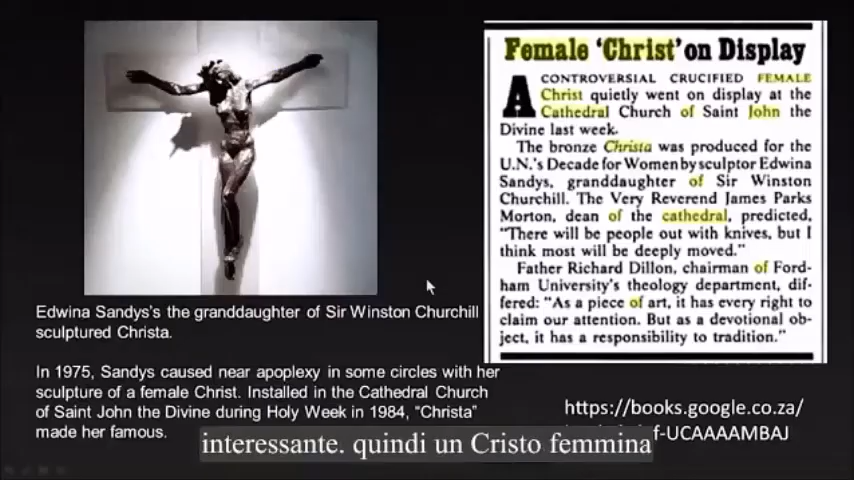 Female 'Christ' on Display
A CONTROVERSIAL CRUCIFIED FEMALE
Christ quietly went on display at the
Cathedral Church of Saint John the
Divine last week.
The bronze Christa was produced for the
U.N.'s Decade for Women by sculptor Edwina
Sandys, granddaughter of Sir Winston
Churchill. The Very Reverend James Parks
Morton, dean of the cathedral, predicted,
"There will be people out with knives, but I
think most will be deeply moved."
Father Richard Dillon, chairman of Ford-
ham University's theology department, dif-
fered: "As a piece of art, it has every right to
claim our attention. But as a devotional ob-
ject, it has a responsibility to tradition."
Edwina Sandys's the granddaughter of Sir Winston Churchill
sculptured Christa.
In 1975, Sandys caused near apoplexy in some circles with her
sculpture of a female Christ. Installed in the Cathedral Church
of Saint John the Divine during Holy Week in 1984, "Christa"
made her famous.
https://books.google.co.za/
f-UCAAAAMBAJ
interessante. quindi un Cristo femmina